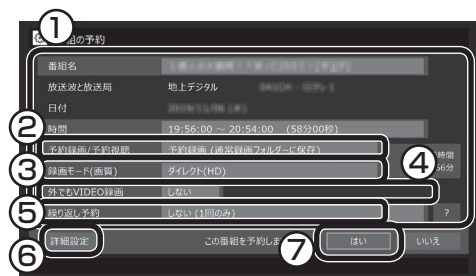 ①
組の予約
番組名
放送波と放送局 地上デジタル
日付
時間 19:56:00 ～ 20:54:00 (58分00秒)
②
予約録画/予約視聴 予約録画 (通常録画フォルダーに保存)
時間
③
録画モード(画質) ダイレクト(HD)
④
56分
外でもVIDEO録画 しない
⑤
繰り返し予約 しない (1回のみ) ?
⑥
詳細設定 この番組を予約しま
⑦
はい いいえ